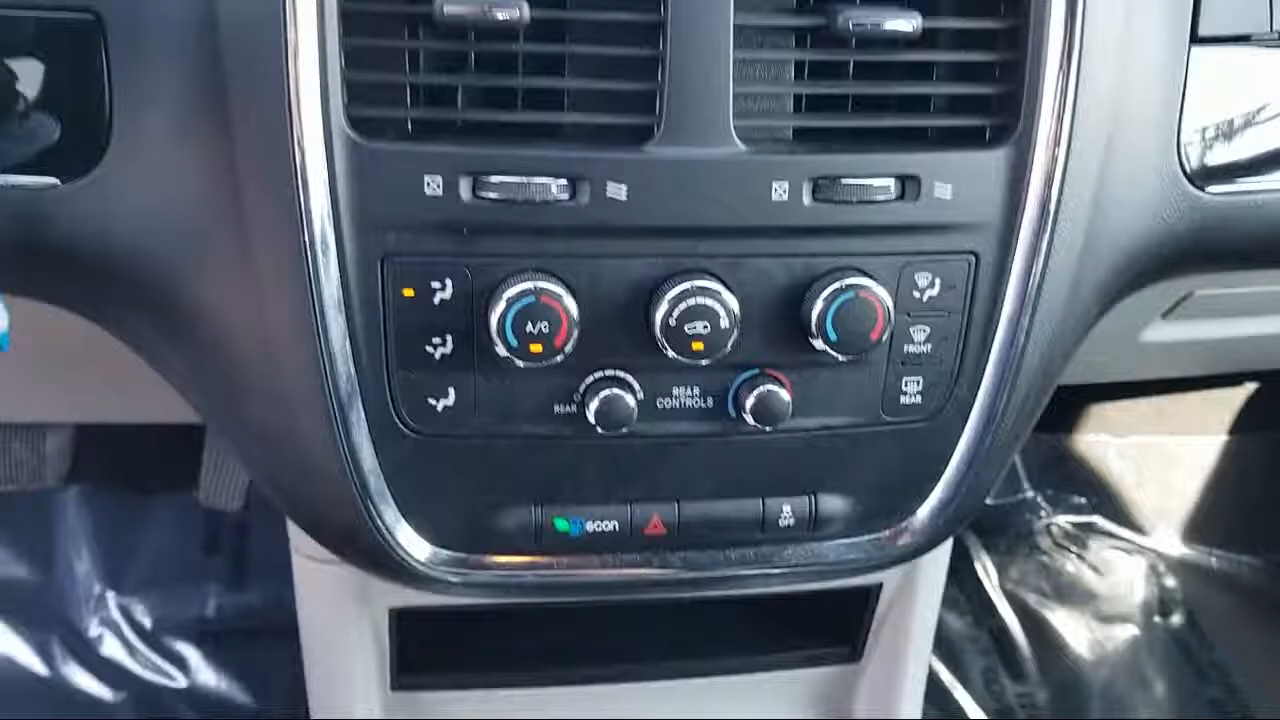 A/C
FRONT
REAR
REAR
REAR
CONTROLS
econ
OFF